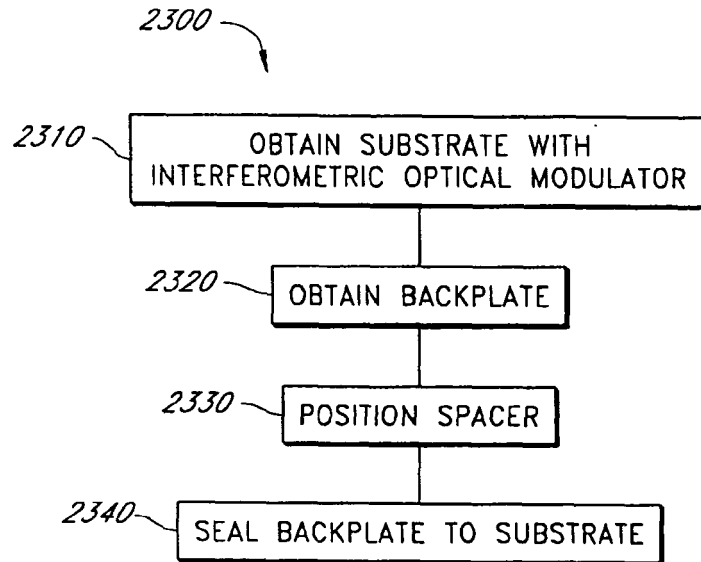 2300
2310
OBTAIN SUBSTRATE WITH
INTERFEROMETRIC OPTICAL MODULATOR
2320
OBTAIN BACKPLATE
2330
POSITION SPACER
2340
SEAL BACKPLATE TO SUBSTRATE